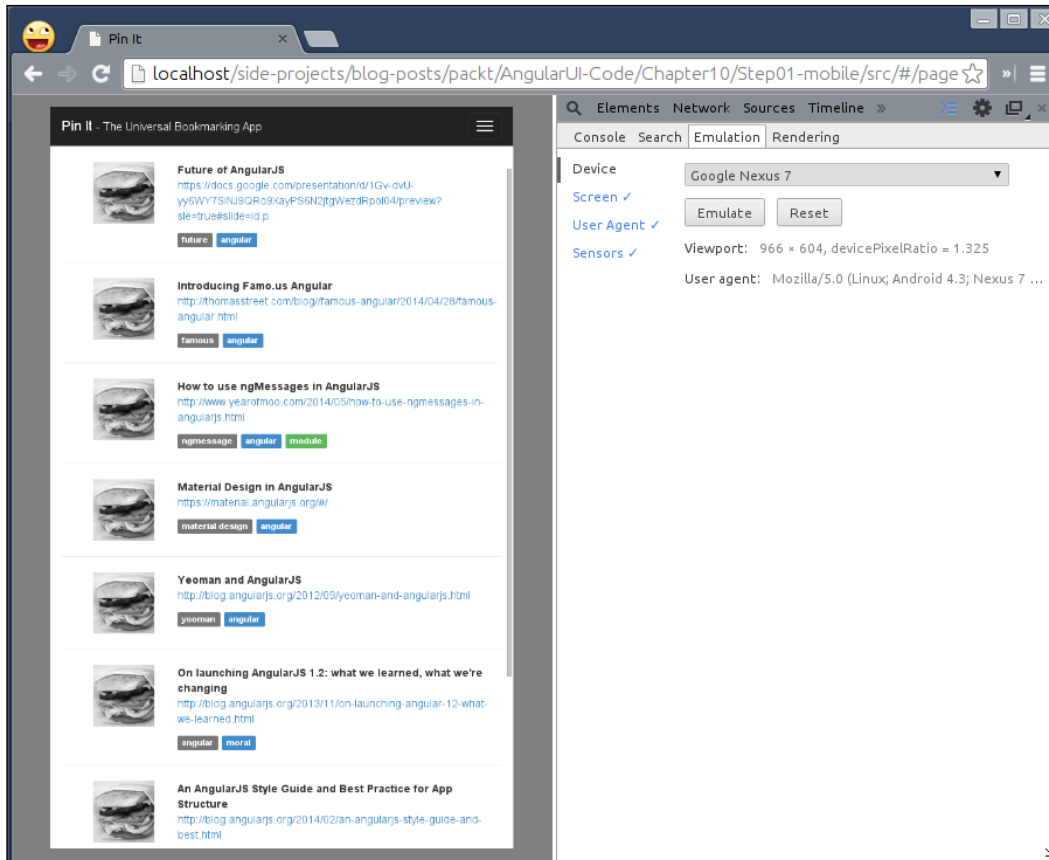 Pin It
localhost/side-projects/blog-posts/packt/AngularUI-Code/Chapter10/Step01-mobile/src/#/page
Pin It - The Universal Bookmarking App
Future of AngularJS
https://docs.google.com/presentation/d/1Gv-dvU-
sle=true#slide=id.p
future angular
Introducing Famo.us Angular
http://thomasstreet.com/blog//famous-angular/2014/04/28/famous-
angular.html
famous angular
How to use ngMessages in AngularJS
http://www.yearofmoo.com/2014/05/how-to-use-ngmessages-in-
angularjs.html
ngmessage angular module
Material Design in AngularJS
https://material.angularjs.org/#/
material design angular
Yeoman and AngularJS
http://blog.angularjs.org/2012/09/yeoman-and-angularjs.html
yeoman angular
On launching AngularJS 1.2: what we learned, what we're
changing
http://blog.angularjs.org/2013/11/on-launching-angular-12-what-
we-learned.html
angular moral
An AngularJS Style Guide and Best Practice for App
Structure
http://blog.angularjs.org/2014/02/an-angularjs-style-guide-and-
best.html
Elements Network Sources Timeline »
Console Search Emulation Rendering
Device
Screen ✓
User Agent ✓
Sensors ✓
Google Nexus 7
Emulate Reset
Viewport: 966 × 604, devicePixelRatio = 1.325
User agent: Mozilla/5.0 (Linux; Android 4.3; Nexus 7 ...